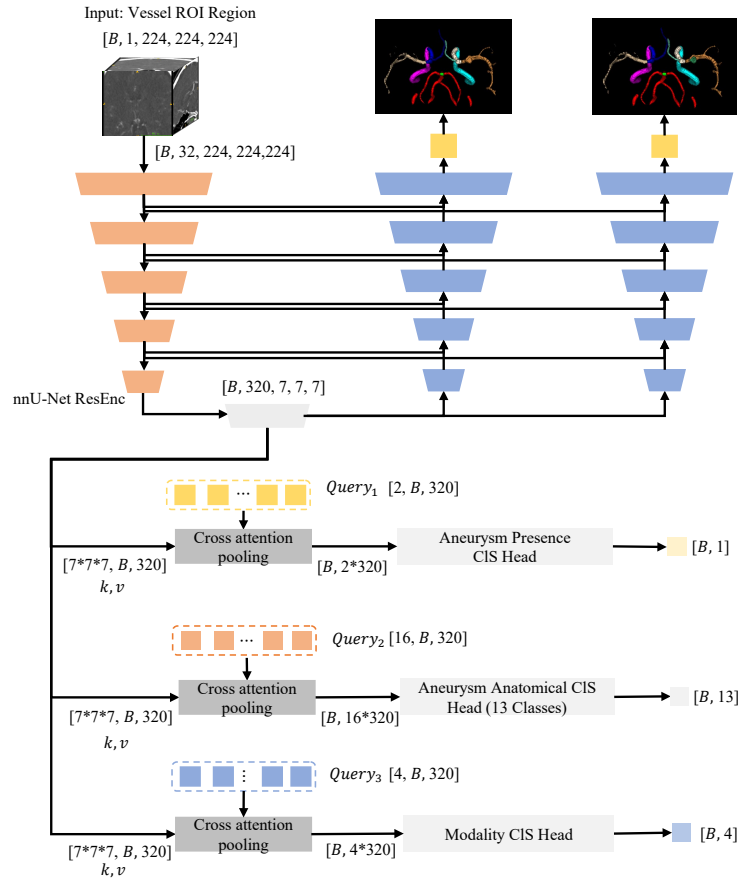 Input: Vessel ROI Region
[B, 1, 224, 224, 224]
[B, 32, 224, 224,224]
nnU-Net ResEnc
[B, 320, 7, 7, 7]
Query₁ [2, B, 320]
...
Cross attention
pooling
Aneurysm Presence
ClS Head
[B, 1]
[7*7*7, B, 320]
k, v
[B, 2*320]
Query₂ [16, B, 320]
...
Cross attention
pooling
Aneurysm Anatomical ClS
Head (13 Classes)
[B, 13]
[7*7*7, B, 320]
k, v
[B, 16*320]
Query₃ [4, B, 320]
⋮
Cross attention
pooling
Modality ClS Head
[B, 4]
[7*7*7, B, 320]
k, v
[B, 4*320]